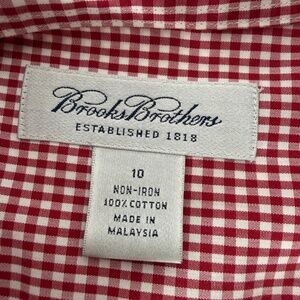 Brooks Brothers
ESTABLISHED 1818
10
NON-IRON
100% COTTON
MADE IN
MALAYSIA